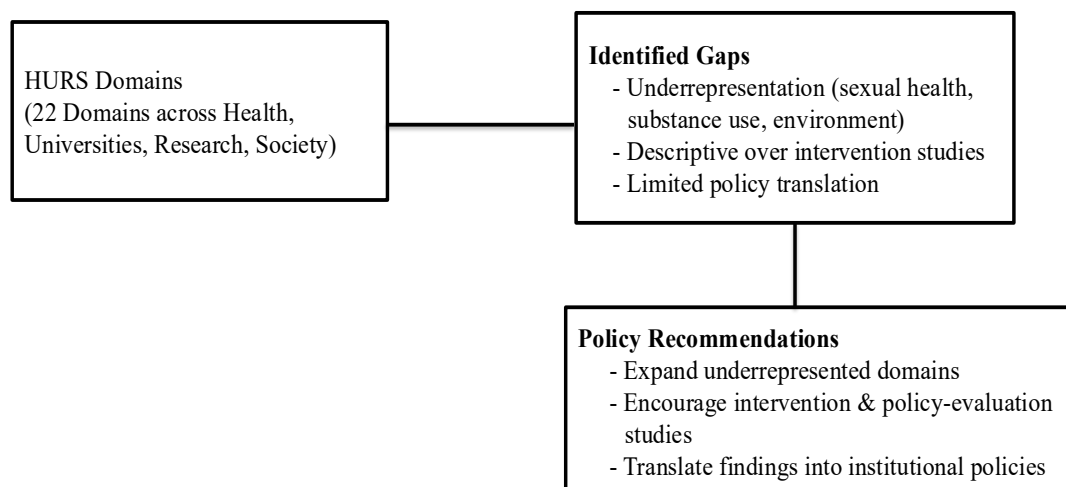 HURS Domains
(22 Domains across Health,
Universities, Research, Society)
Identified Gaps
- Underrepresentation (sexual health,
substance use, environment)
- Descriptive over intervention studies
- Limited policy translation
Policy Recommendations
- Expand underrepresented domains
- Encourage intervention & policy-evaluation
studies
- Translate findings into institutional policies